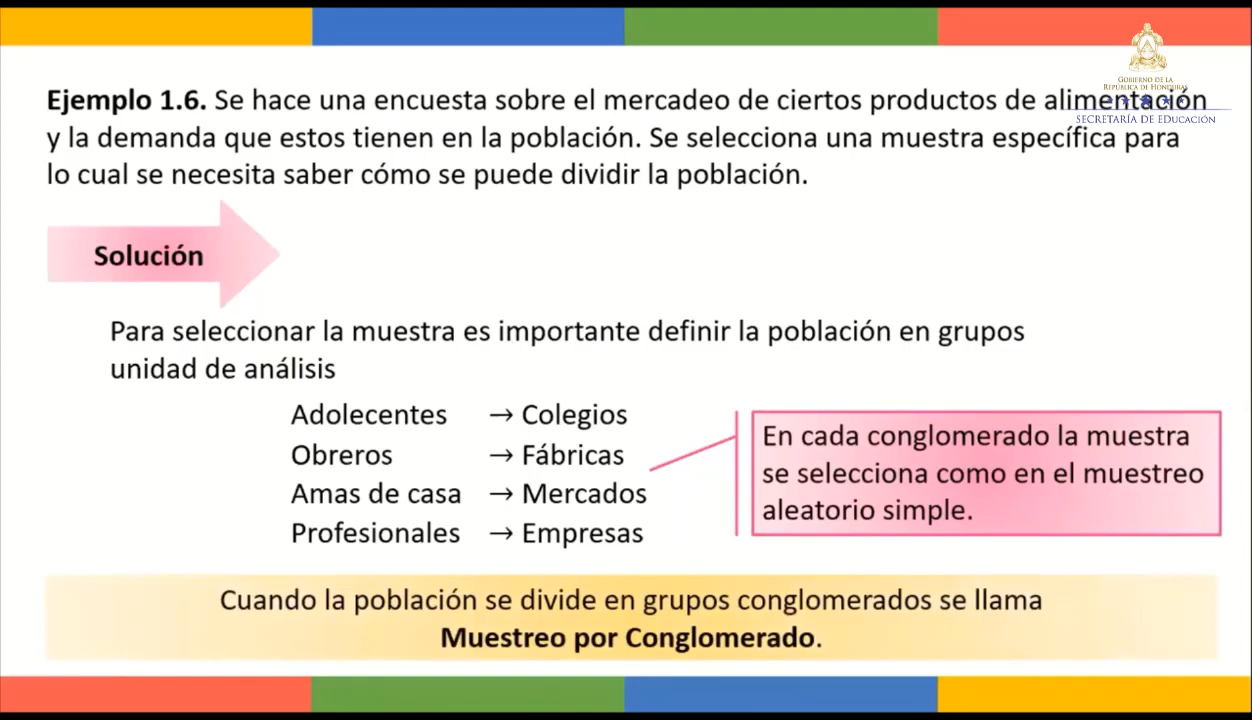 GOBIERNO DE LA
REPÚBLICA DE HONDURAS
SECRETARÍA DE EDUCACIÓN
Ejemplo 1.6. Se hace una encuesta sobre el mercadeo de ciertos productos de alimentación
y la demanda que estos tienen en la población. Se selecciona una muestra específica para
lo cual se necesita saber cómo se puede dividir la población.
Solución
Para seleccionar la muestra es importante definir la población en grupos
unidad de análisis
Adolecentes → Colegios
Obreros → Fábricas
Amas de casa → Mercados
Profesionales → Empresas
En cada conglomerado la muestra
se selecciona como en el muestreo
aleatorio simple.
Cuando la población se divide en grupos conglomerados se llama
Muestreo por Conglomerado.